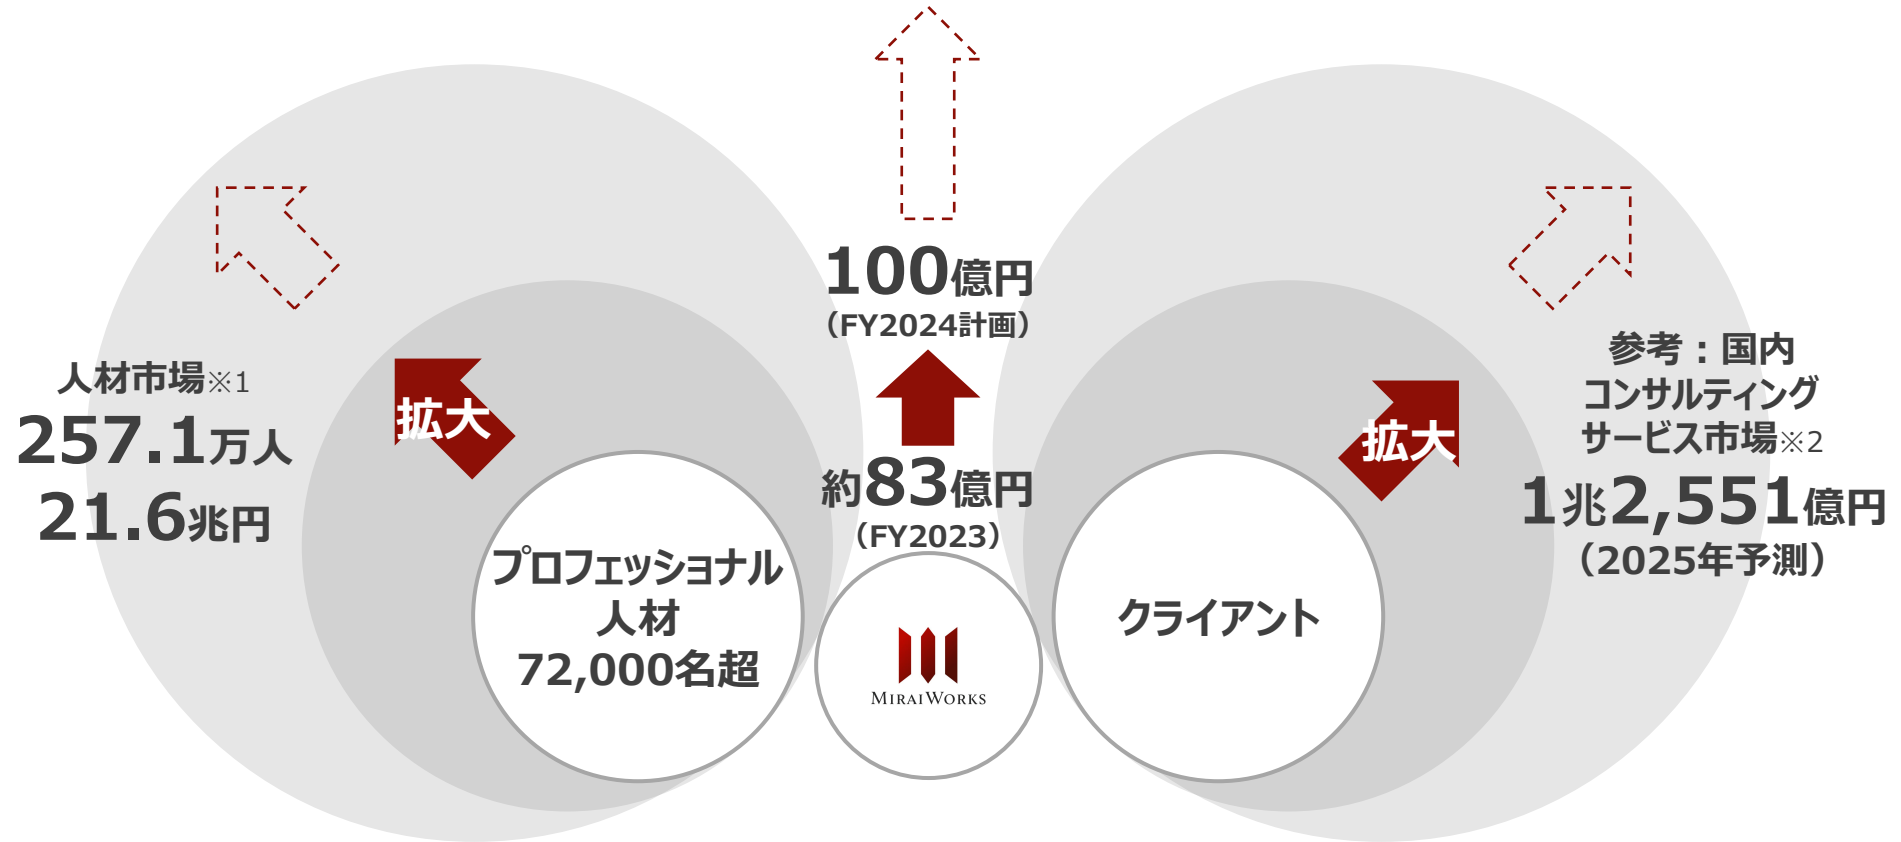 人材市場※1
257.1万人
21.6兆円
拡大
プロフェッショナル
人材
72,000名超
100億円
（FY2024計画）
約83億円
（FY2023）
MIRAIWORKS
クライアント
拡大
参考：国内
コンサルティング
サービス市場※2
1兆2,551億円
（2025年予測）